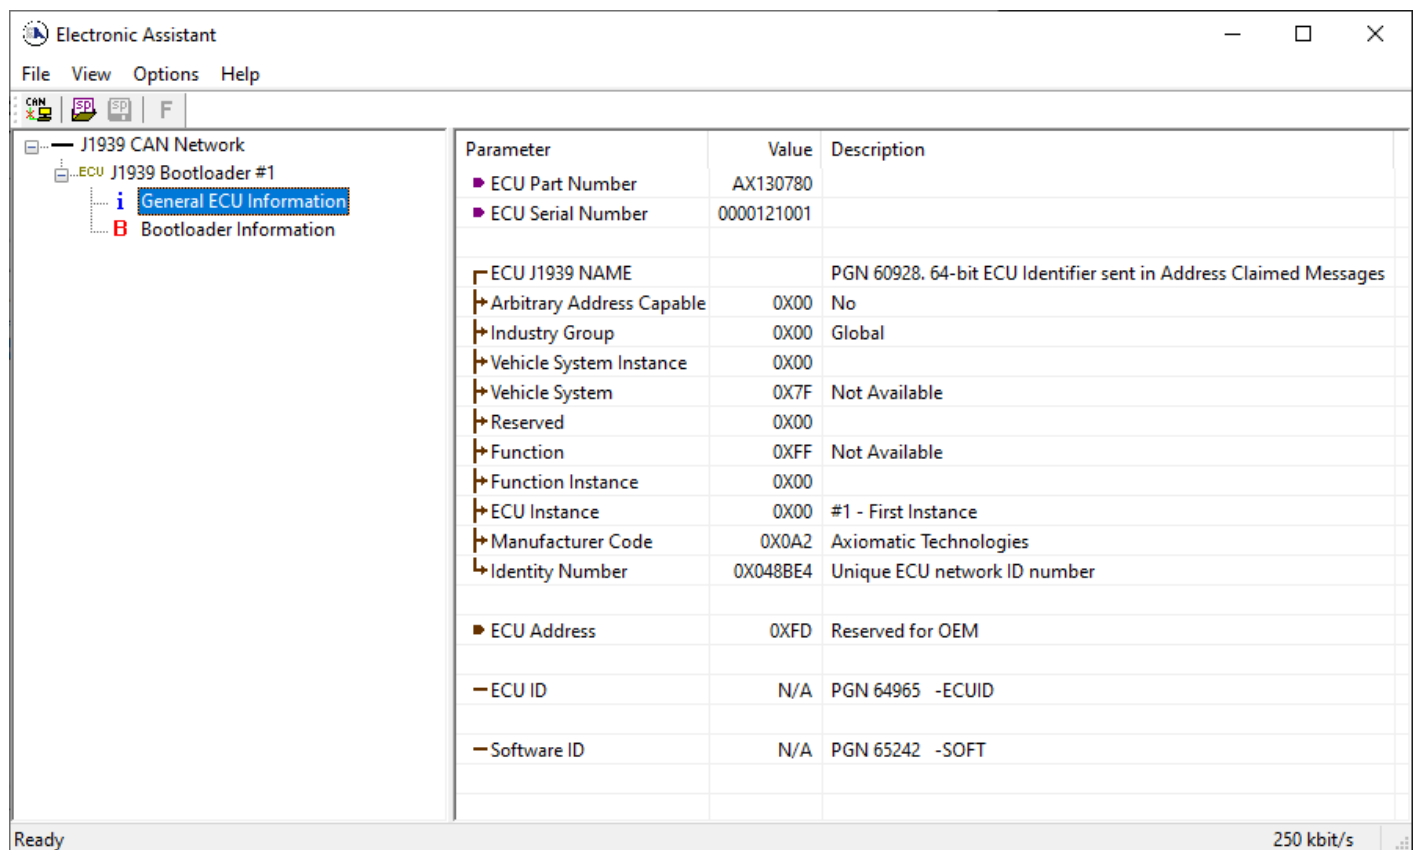 Electronic Assistant
File View Options Help
CAN SP SP F
J1939 CAN Network
ECU J1939 Bootloader #1
i General ECU Information
B Bootloader Information
Parameter Value Description
ECU Part Number AX130780
ECU Serial Number 0000121001
ECU J1939 NAME PGN 60928. 64-bit ECU Identifier sent in Address Claimed Messages
Arbitrary Address Capable 0X00 No
Industry Group 0X00 Global
Vehicle System Instance 0X00
Vehicle System 0X7F Not Available
Reserved 0X00
Function 0XFF Not Available
Function Instance 0X00
ECU Instance 0X00 #1 - First Instance
Manufacturer Code 0X0A2 Axiomatic Technologies
Identity Number 0X048BE4 Unique ECU network ID number
ECU Address 0XFD Reserved for OEM
ECU ID N/A PGN 64965 -ECUID
Software ID N/A PGN 65242 -SOFT
Ready 250 kbit/s